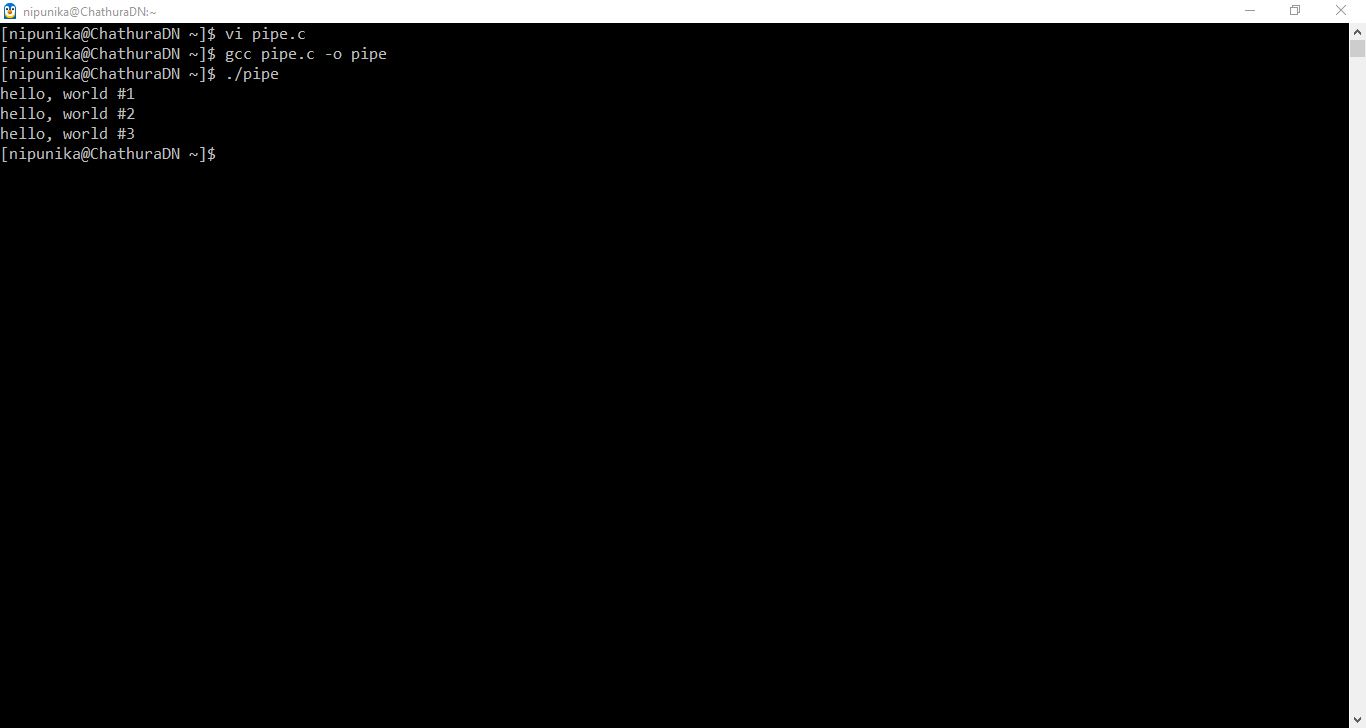 nipunika@ChathuraDN:~
[nipunika@ChathuraDN ~]$ vi pipe.c
[nipunika@ChathuraDN ~]$ gcc pipe.c -o pipe
[nipunika@ChathuraDN ~]$ ./pipe
hello, world #1
hello, world #2
hello, world #3
[nipunika@ChathuraDN ~]$